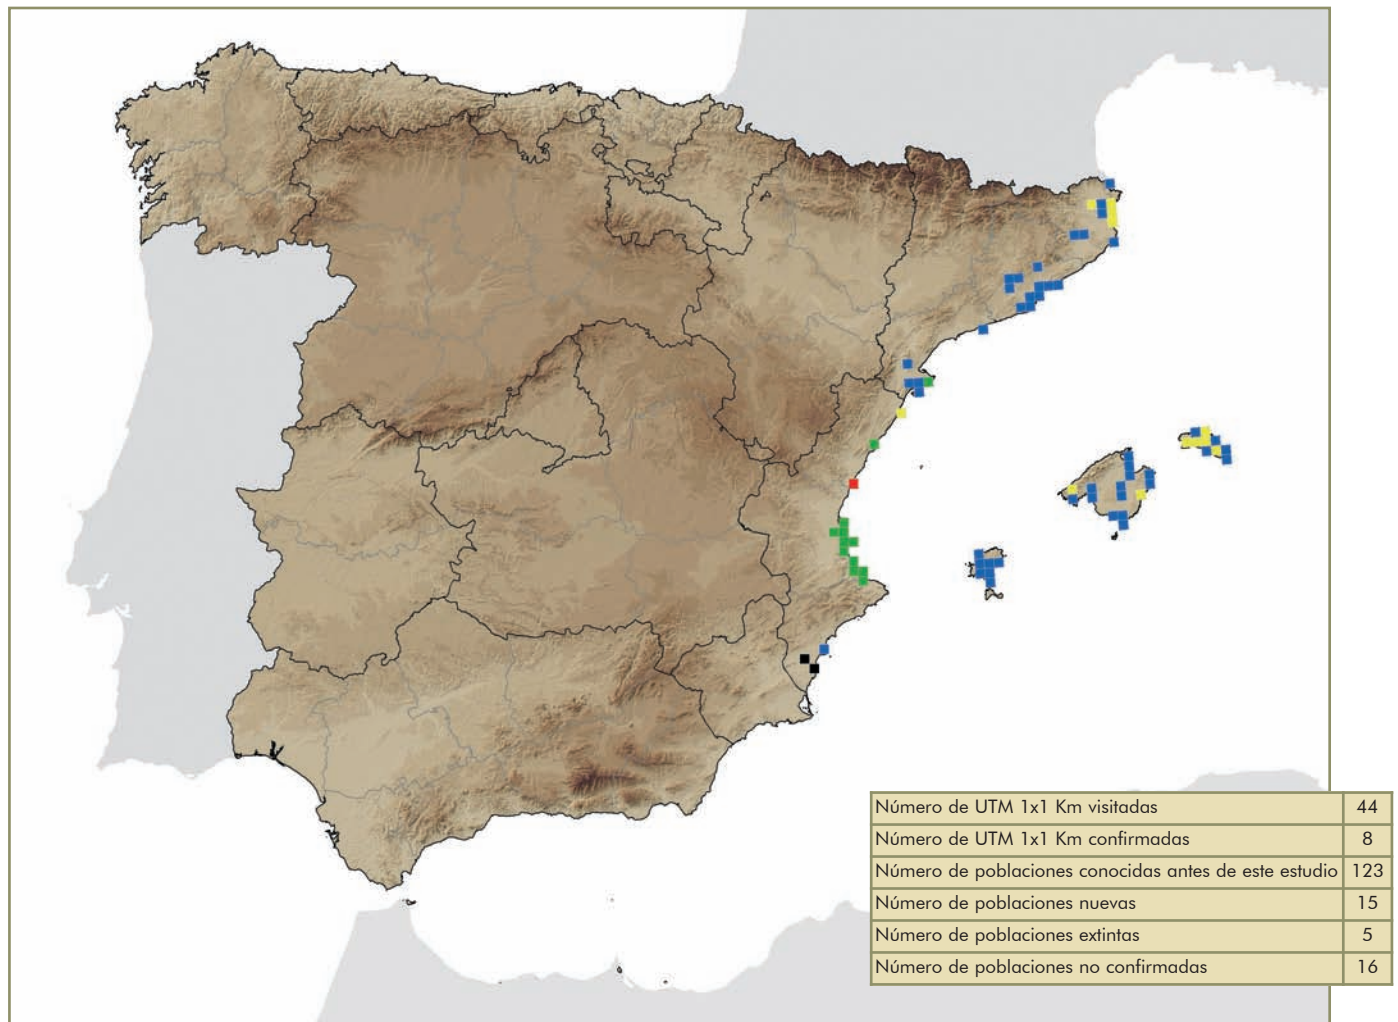 Número de UTM 1x1 Km visitadas 44
Número de UTM 1x1 Km confirmadas 8
Número de poblaciones conocidas antes de este estudio 123
Número de poblaciones nuevas 15
Número de poblaciones extintas 5
Número de poblaciones no confirmadas 16